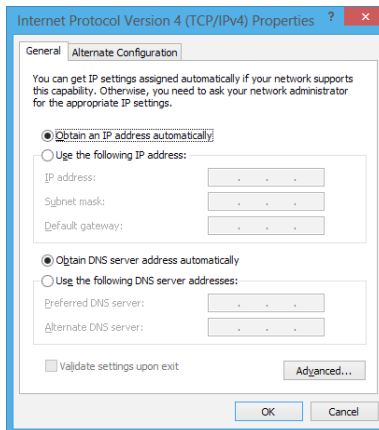 Internet Protocol Version 4 (TCP/IPv4) Properties ? ×
General Alternate Configuration
You can get IP settings assigned automatically if your network supports
this capability. Otherwise, you need to ask your network administrator
for the appropriate IP settings.
Obtain an IP address automatically
Use the following IP address:
IP address:
Subnet mask:
Default gateway:
Obtain DNS server address automatically
Use the following DNS server addresses:
Preferred DNS server:
Alternate DNS server:
Validate settings upon exit
Advanced...
OK Cancel